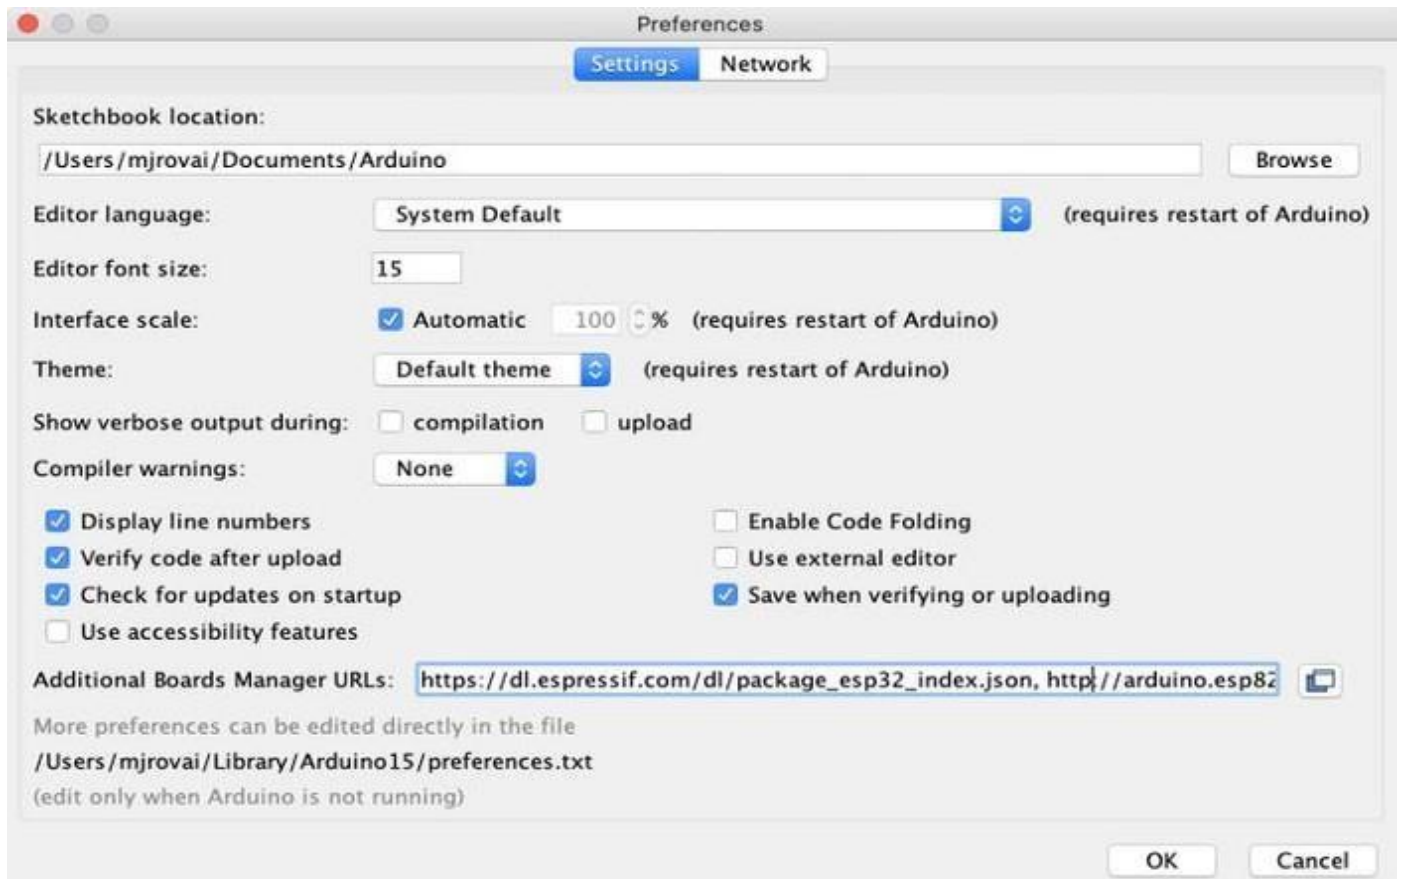 Preferences
Settings Network
Sketchbook location:
/Users/mjrovai/Documents/Arduino Browse
Editor language: System Default (requires restart of Arduino)
Editor font size: 15
Interface scale: Automatic 100 % (requires restart of Arduino)
Theme: Default theme (requires restart of Arduino)
Show verbose output during: compilation upload
Compiler warnings: None
Display line numbers Enable Code Folding
Verify code after upload Use external editor
Check for updates on startup Save when verifying or uploading
Use accessibility features
Additional Boards Manager URLs: https://dl.espressif.com/dl/package_esp32_index.json, http://arduino.esp82
More preferences can be edited directly in the file
/Users/mjrovai/Library/Arduino15/preferences.txt
(edit only when Arduino is not running)
OK Cancel